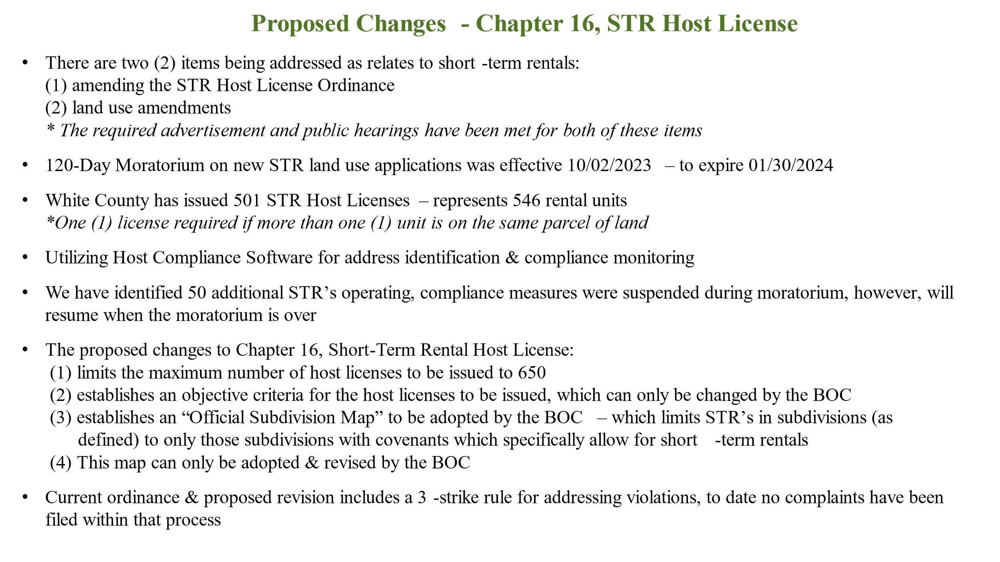 Proposed Changes - Chapter 16, STR Host License
• There are two (2) items being addressed as relates to short -term rentals:
(1) amending the STR Host License Ordinance
(2) land use amendments
* The required advertisement and public hearings have been met for both of these items
• 120-Day Moratorium on new STR land use applications was effective 10/02/2023 – to expire 01/30/2024
• White County has issued 501 STR Host Licenses – represents 546 rental units
*One (1) license required if more than one (1) unit is on the same parcel of land
• Utilizing Host Compliance Software for address identification & compliance monitoring
• We have identified 50 additional STR’s operating, compliance measures were suspended during moratorium, however, will
resume when the moratorium is over
• The proposed changes to Chapter 16, Short-Term Rental Host License:
(1) limits the maximum number of host licenses to be issued to 650
(2) establishes an objective criteria for the host licenses to be issued, which can only be changed by the BOC
(3) establishes an “Official Subdivision Map” to be adopted by the BOC – which limits STR’s in subdivisions (as
defined) to only those subdivisions with covenants which specifically allow for short -term rentals
(4) This map can only be adopted & revised by the BOC
• Current ordinance & proposed revision includes a 3 -strike rule for addressing violations, to date no complaints have been
filed within that process